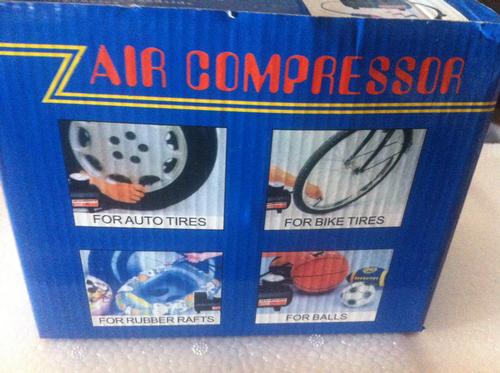 AIR COMPRESSOR
FOR AUTO TIRES
FOR BIKE TIRES
FOR RUBBER RAFTS
FOR BALLS